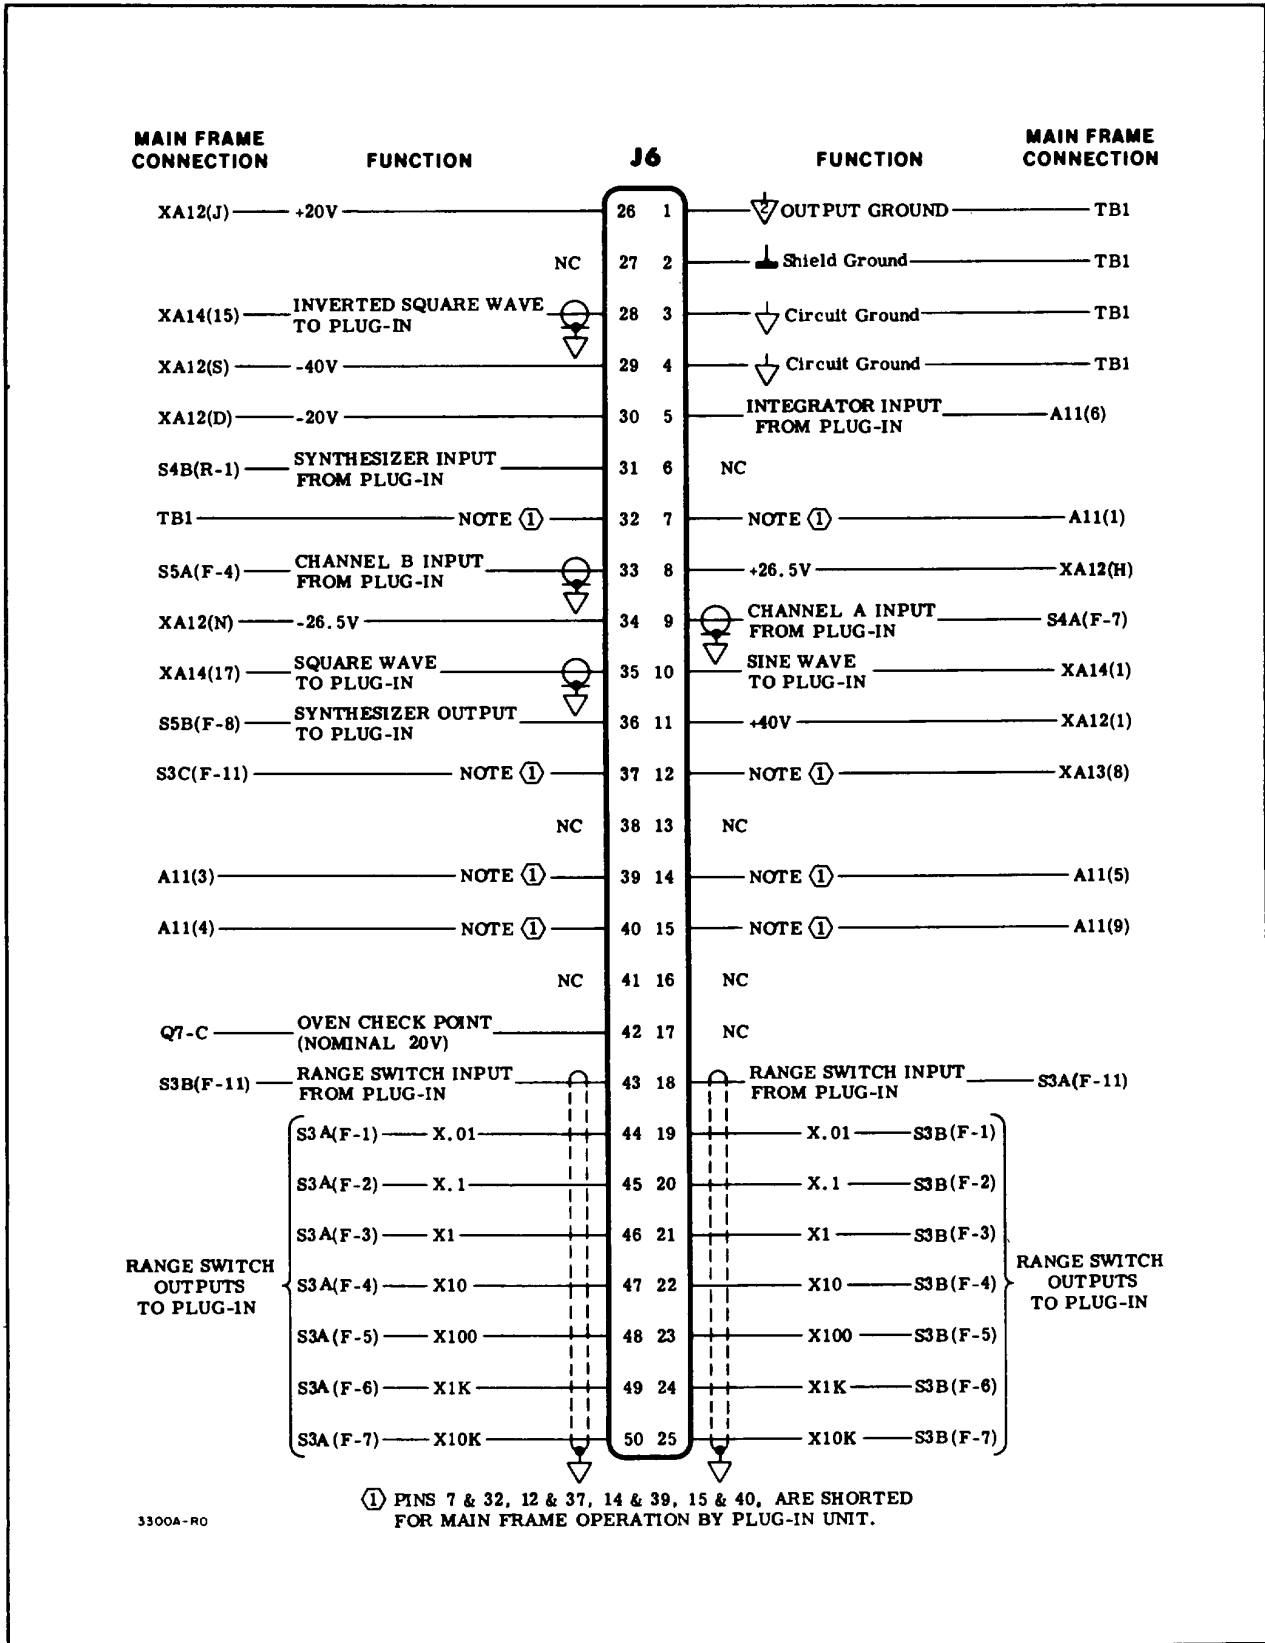 MAIN FRAME CONNECTION FUNCTION J6 FUNCTION MAIN FRAME CONNECTION
XA12(J) +20V 26 1 2 OUTPUT GROUND TB1
NC 27 2 Shield Ground TB1
XA14(15) INVERTED SQUARE WAVE TO PLUG-IN 28 3 Circuit Ground TB1
XA12(S) -40V 29 4 Circuit Ground TB1
XA12(D) -20V 30 5 INTEGRATOR INPUT FROM PLUG-IN A11(6)
S4B(R-1) SYNTHESIZER INPUT FROM PLUG-IN 31 6 NC
TB1 NOTE 1 32 7 NOTE 1 A11(1)
S5A(F-4) CHANNEL B INPUT FROM PLUG-IN 33 8 +26.5V XA12(H)
XA12(N) -26.5V 34 9 CHANNEL A INPUT FROM PLUG-IN S4A(F-7)
XA14(17) SQUARE WAVE TO PLUG-IN 35 10 SINE WAVE TO PLUG-IN XA14(1)
S5B(F-8) SYNTHESIZER OUTPUT TO PLUG-IN 36 11 +40V XA12(1)
S3C(F-11) NOTE 1 37 12 NOTE 1 XA13(8)
NC 38 13 NC
A11(3) NOTE 1 39 14 NOTE 1 A11(5)
A11(4) NOTE 1 40 15 NOTE 1 A11(9)
NC 41 16 NC
Q7-C OVEN CHECK POINT (NOMINAL 20V) 42 17 NC
S3B(F-11) RANGE SWITCH INPUT FROM PLUG-IN 43 18 RANGE SWITCH INPUT FROM PLUG-IN S3A(F-11)
S3A(F-1) X.01 44 19 X.01 S3B(F-1)
S3A(F-2) X.1 45 20 X.1 S3B(F-2)
S3A(F-3) X1 46 21 X1 S3B(F-3)
RANGE SWITCH OUTPUTS TO PLUG-IN S3A(F-4) X10 47 22 X10 S3B(F-4) RANGE SWITCH OUTPUTS TO PLUG-IN
S3A(F-5) X100 48 23 X100 S3B(F-5)
S3A(F-6) X1K 49 24 X1K S3B(F-6)
S3A(F-7) X10K 50 25 X10K S3B(F-7)
1 PINS 7 & 32, 12 & 37, 14 & 39, 15 & 40, ARE SHORTED
FOR MAIN FRAME OPERATION BY PLUG-IN UNIT.
3300A-RO